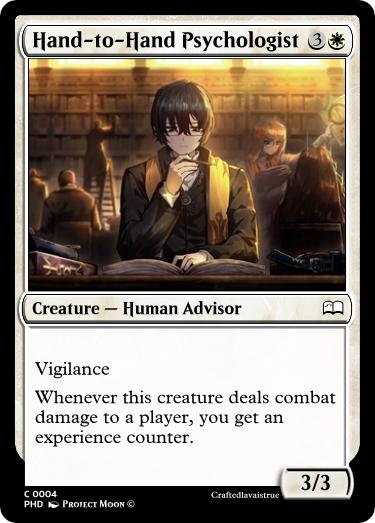 Hand-to-Hand Psychologist 3
Creature — Human Advisor
Vigilance
Whenever this creature deals combat
damage to a player, you get an
experience counter.
3/3
C 0004
PHD Project Moon ©
Craftedlavaistrue